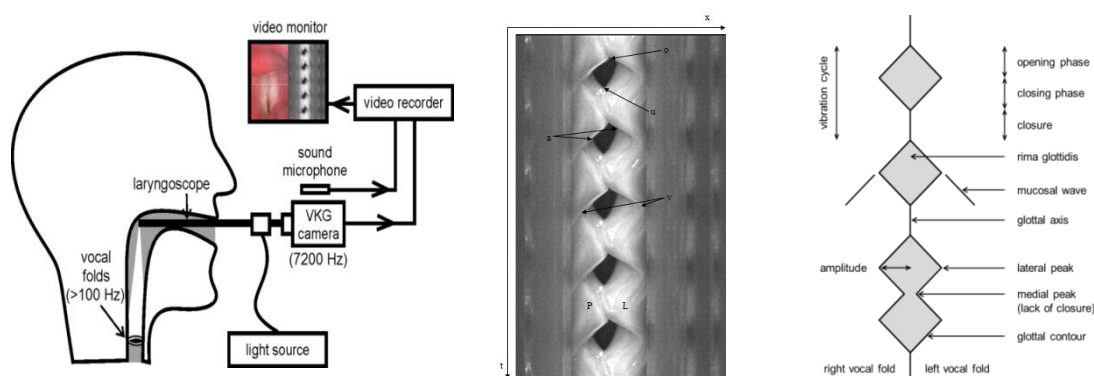 video monitor
video recorder
sound
microphone
laryngoscope
VKG
camera
(7200 Hz)
vocal
folds
(>100 Hz)
light source
x
o
u
a
v
P
L
t
vibration cycle
opening phase
closing phase
closure
rima glottidis
mucosal wave
glottal axis
amplitude
lateral peak
medial peak
(lack of closure)
glottal contour
right vocal fold
left vocal fold